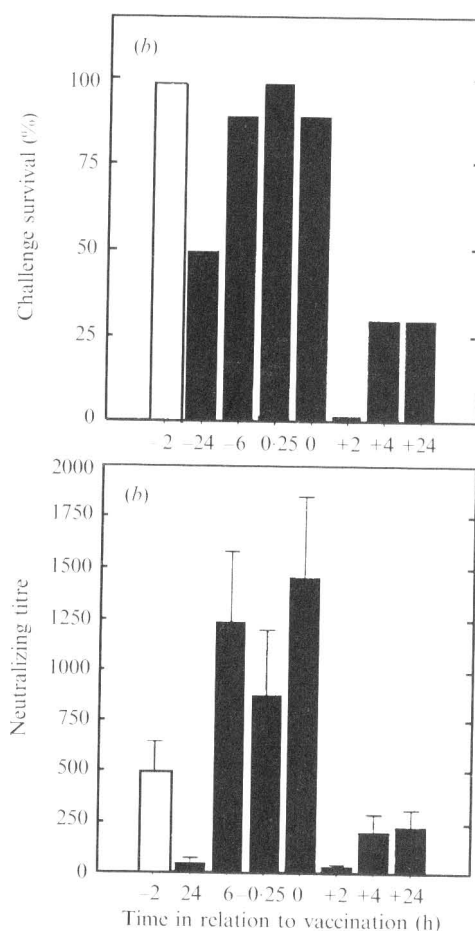 (b)
100
75
50
25
0
Challenge survival (%)
−2 −24 −6 0·25 0 +2 +4 +24
2000
(b)
1750
1500
1250
1000
750
500
250
0
Neutralizing titre
−2 24 6−0·25 0 +2 +4 +24
Time in relation to vaccination (h)